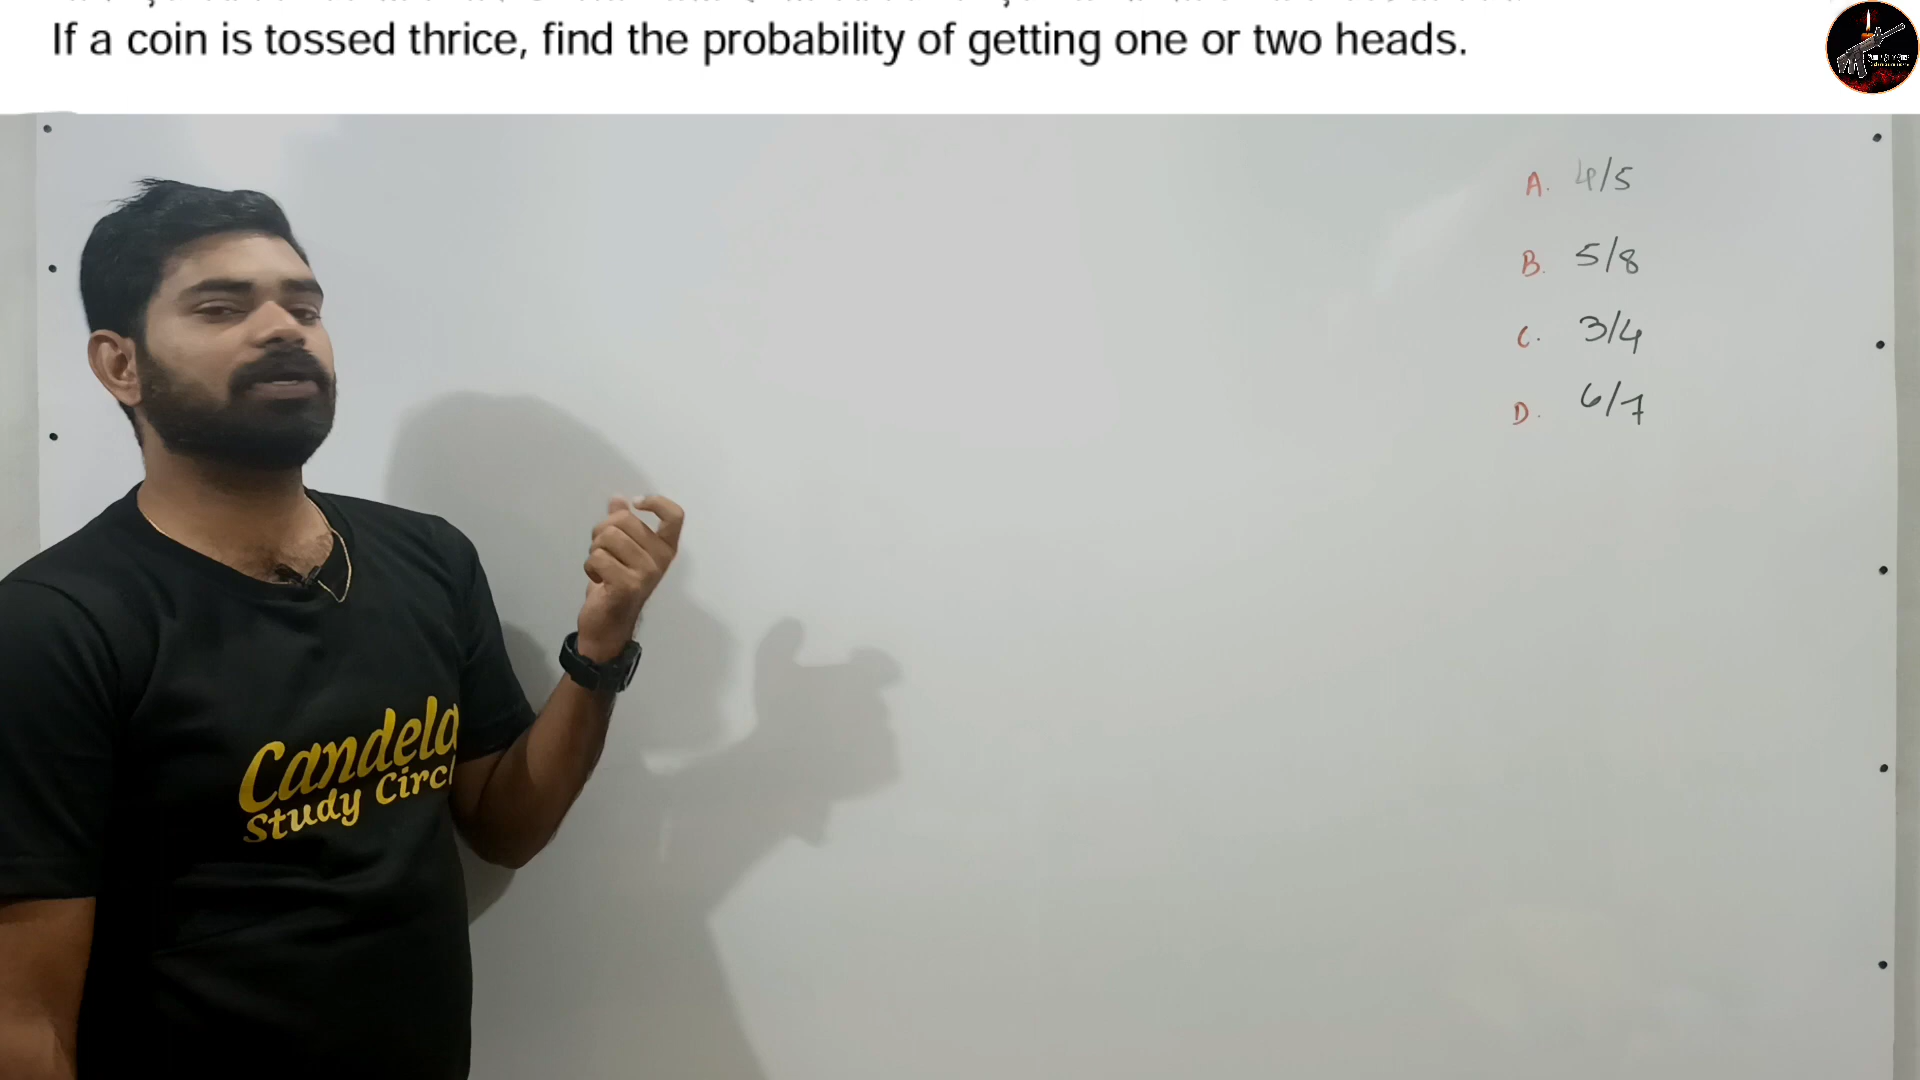 If a coin is tossed thrice, find the probability of getting one or two heads.
A. 4/5
B. 5/8
C. 3/4
D. 6/7
Candela
Study Circl